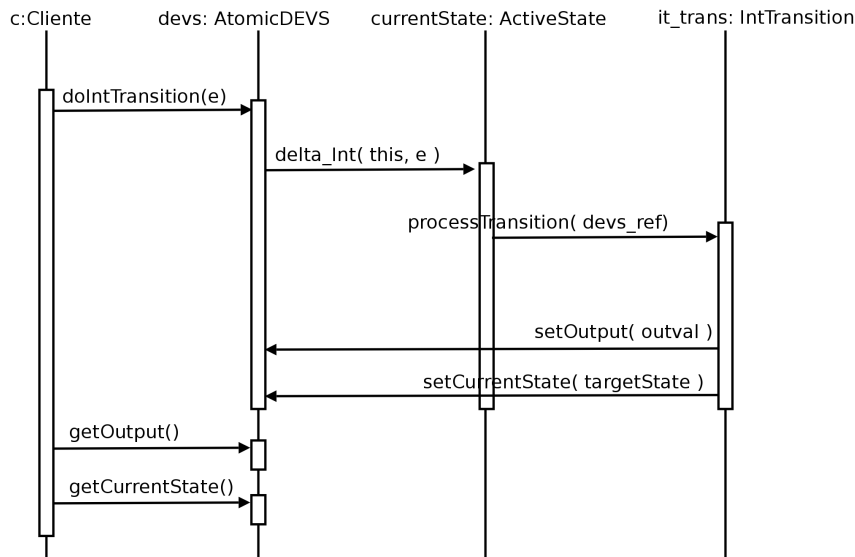 c:Cliente
devs: AtomicDEVS
currentState: ActiveState
it_trans: IntTransition
doIntTransition(e)
delta_Int( this, e )
processTransition( devs_ref)
setOutput( outval )
setCurrentState( targetState )
getOutput()
getCurrentState()